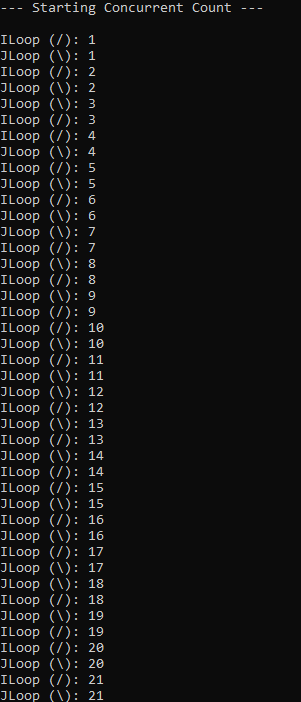 --- Starting Concurrent Count ---
ILoop (/): 1
JLoop (\): 1
ILoop (/): 2
JLoop (\): 2
JLoop (\): 3
ILoop (/): 3
ILoop (/): 4
JLoop (\): 4
ILoop (/): 5
JLoop (\): 5
ILoop (/): 6
JLoop (\): 6
JLoop (\): 7
ILoop (/): 7
JLoop (\): 8
ILoop (/): 8
JLoop (\): 9
ILoop (/): 9
ILoop (/): 10
JLoop (\): 10
ILoop (/): 11
JLoop (\): 11
JLoop (\): 12
ILoop (/): 12
JLoop (\): 13
ILoop (/): 13
JLoop (\): 14
ILoop (/): 14
ILoop (/): 15
JLoop (\): 15
ILoop (/): 16
JLoop (\): 16
ILoop (/): 17
JLoop (\): 17
JLoop (\): 18
ILoop (/): 18
JLoop (\): 19
ILoop (/): 19
ILoop (/): 20
JLoop (\): 20
ILoop (/): 21
JLoop (\): 21